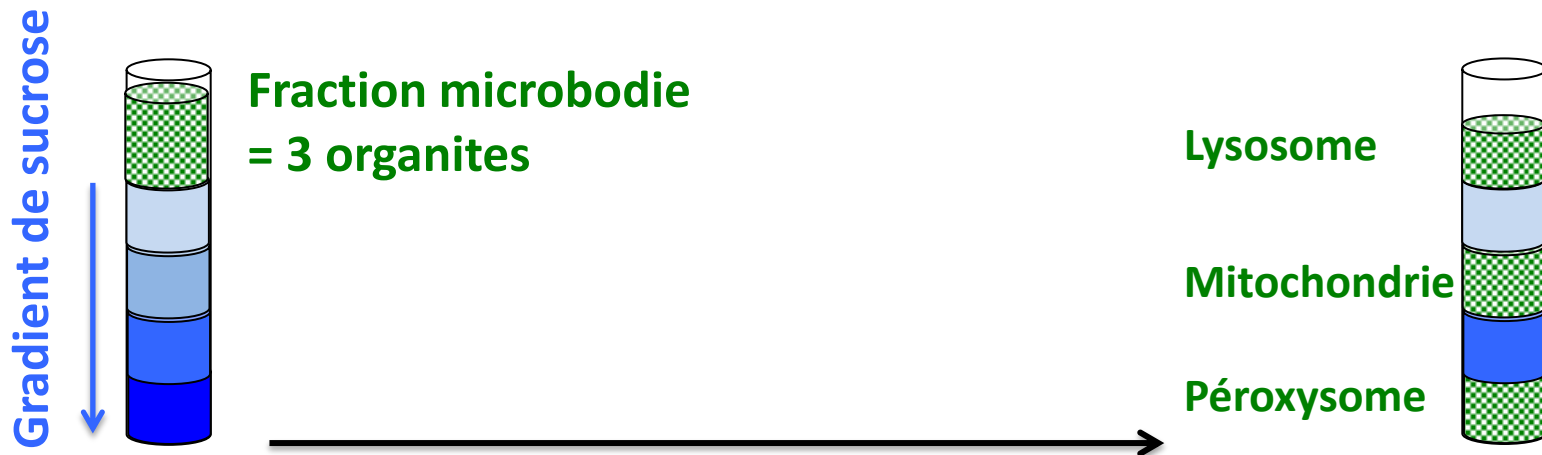 Gradient de sucrose
Fraction microbodie
= 3 organites
Lysosome
Mitochondrie
Péroxysome